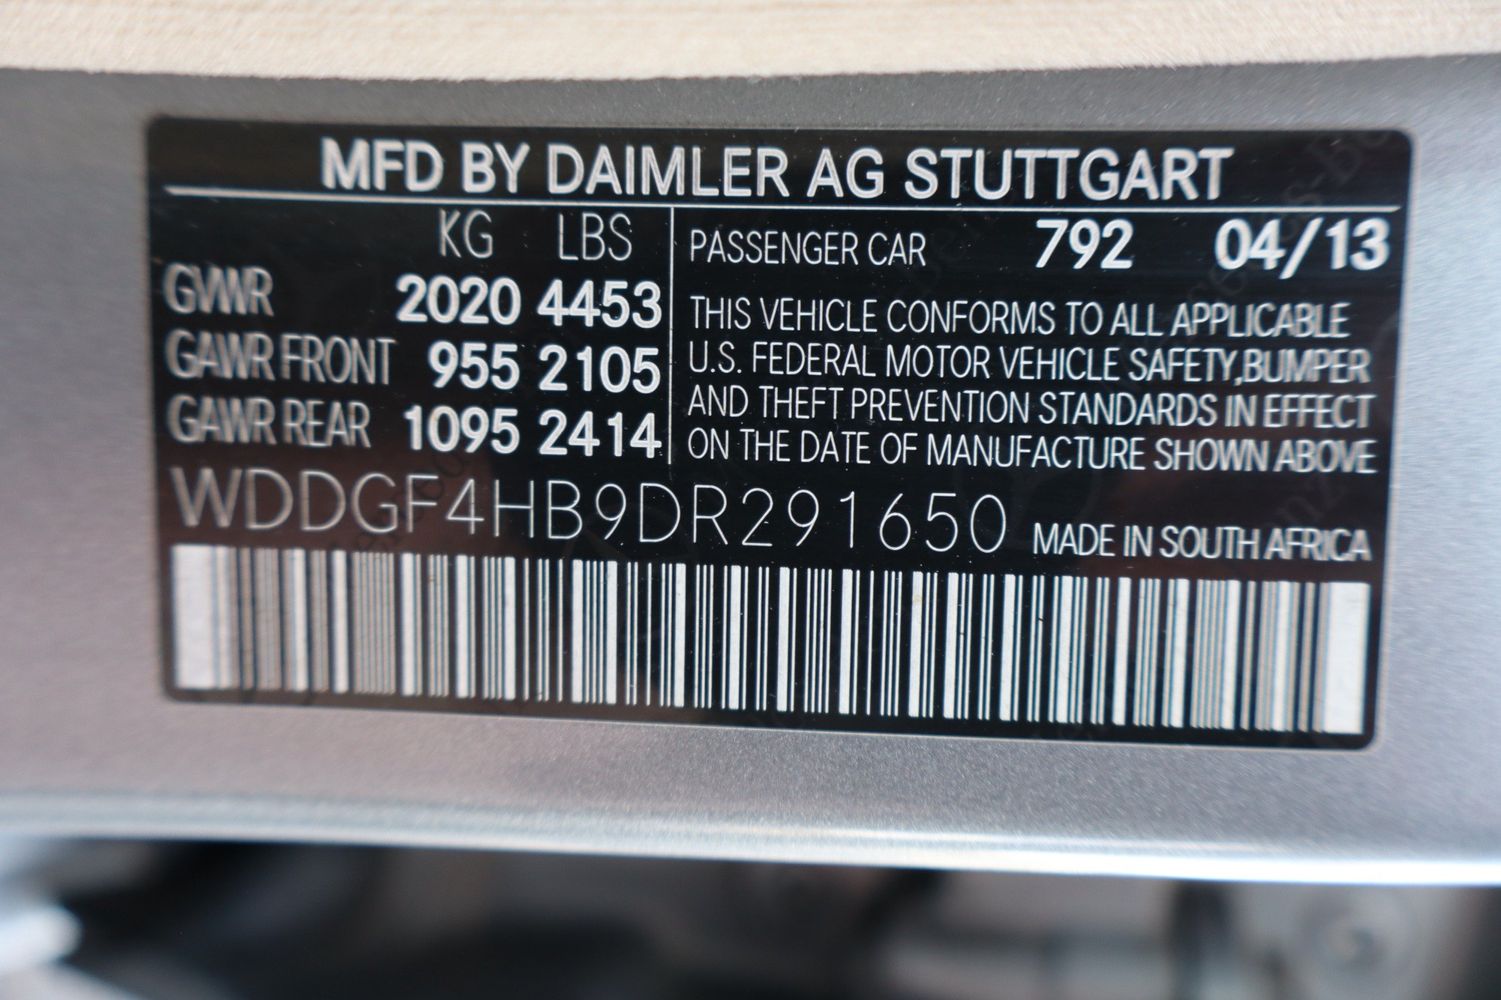 MFD BY DAIMLER AG STUTTGART
KG LBS
GVWR 2020 4453
GAWR FRONT 955 2105
GAWR REAR 1095 2414
PASSENGER CAR 792 04/13
THIS VEHICLE CONFORMS TO ALL APPLICABLE
U.S. FEDERAL MOTOR VEHICLE SAFETY,BUMPER
AND THEFT PREVENTION STANDARDS IN EFFECT
ON THE DATE OF MANUFACTURE SHOWN ABOVE
WDDGF4HB9DR291650 MADE IN SOUTH AFRICA